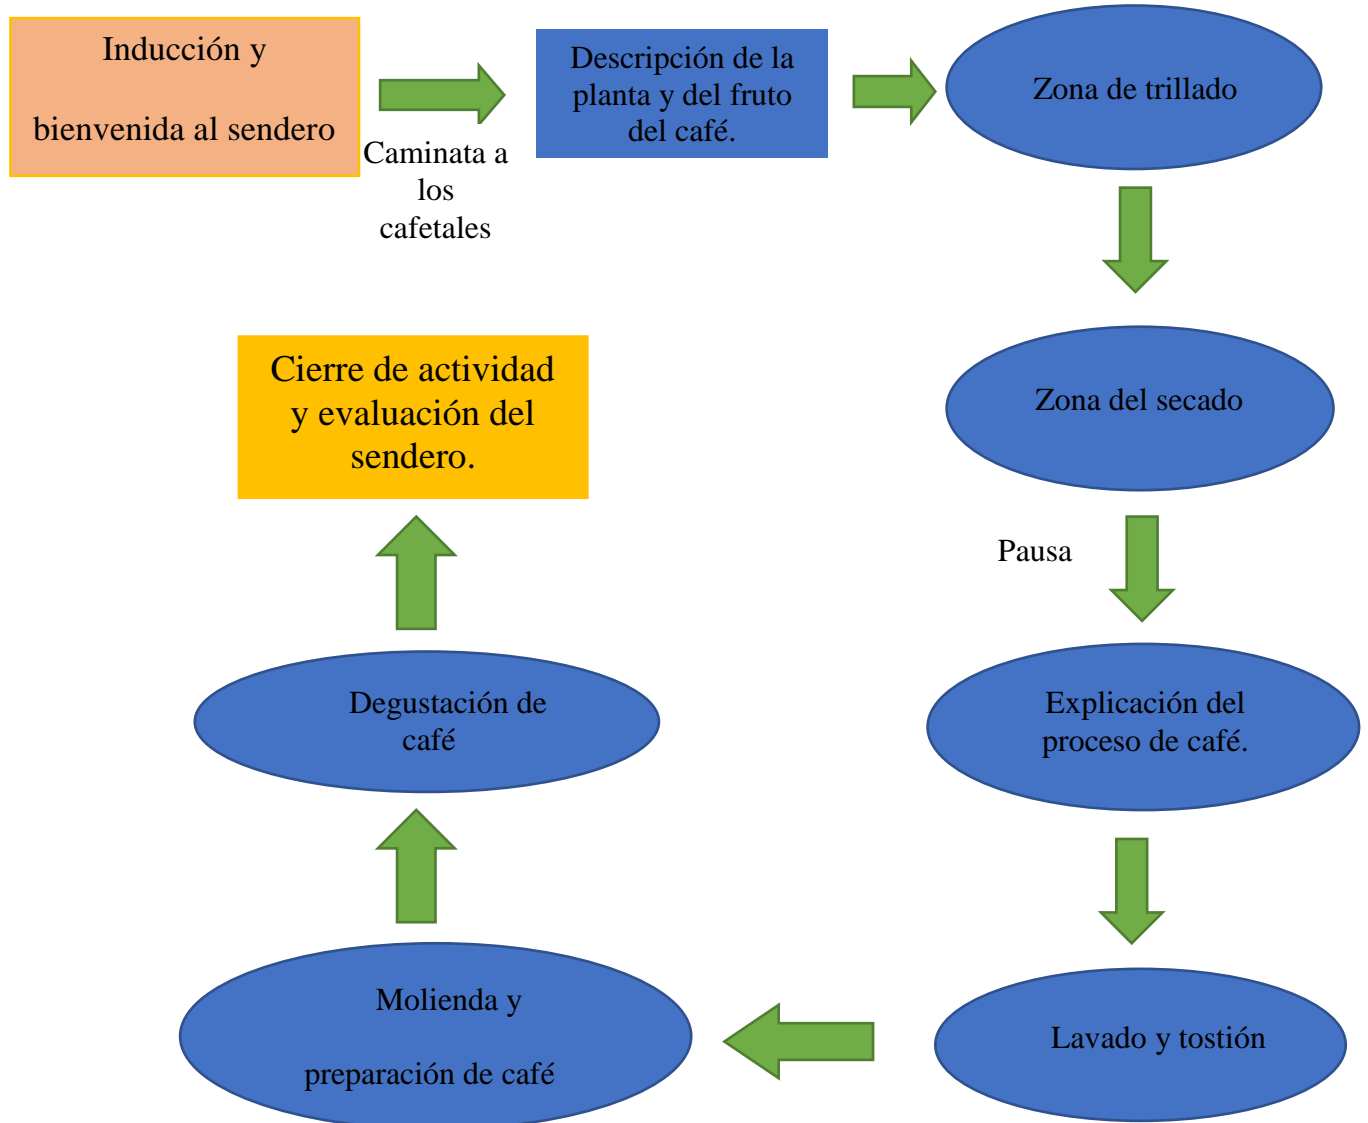 Inducción y
bienvenida al sendero
Caminata a
los
cafetales
Descripción de la
planta y del fruto
del café.
Zona de trillado
Zona del secado
Pausa
Explicación del
proceso de café.
Lavado y tostión
Molienda y
preparación de café
Degustación de
café
Cierre de actividad
y evaluación del
sendero.